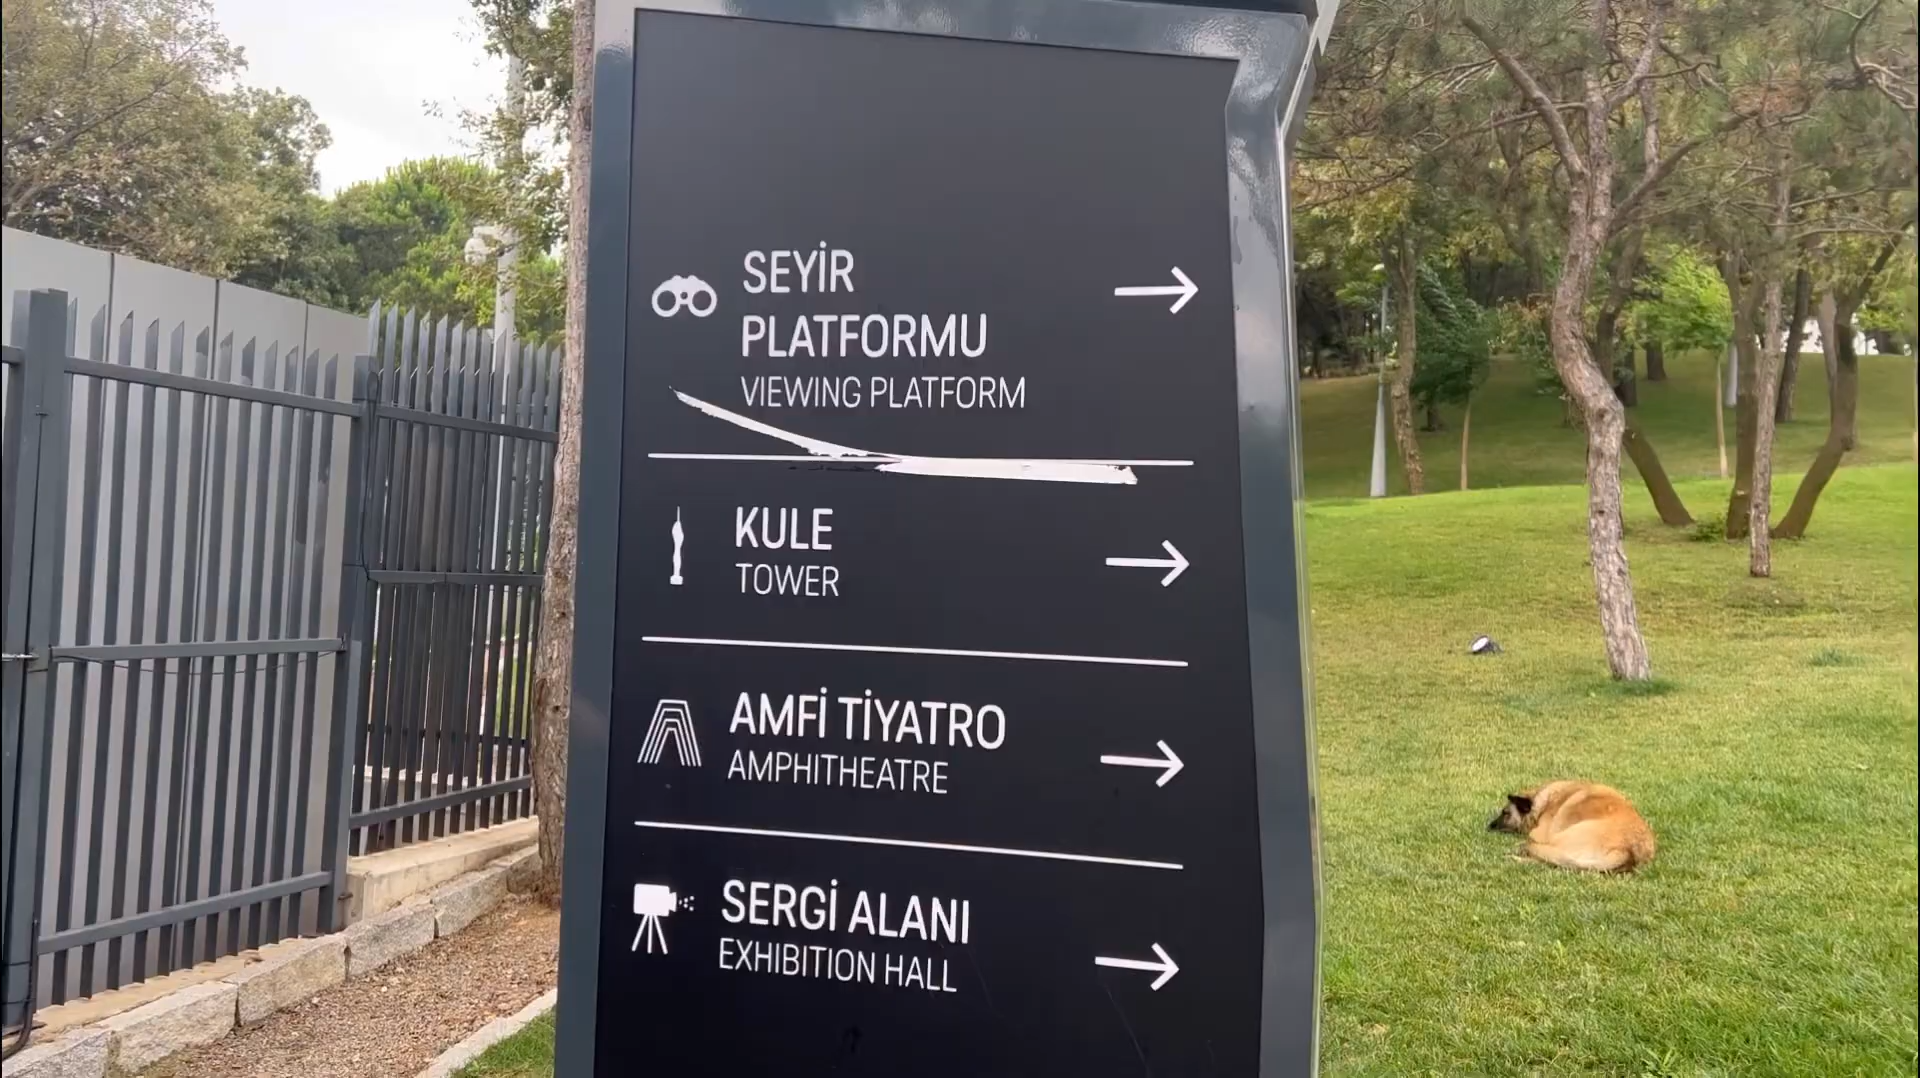 SEYİR
PLATFORMU
VIEWING PLATFORM
KULE
TOWER
AMFİ TİYATRO
AMPHITHEATRE
SERGİ ALANI
EXHIBITION HALL